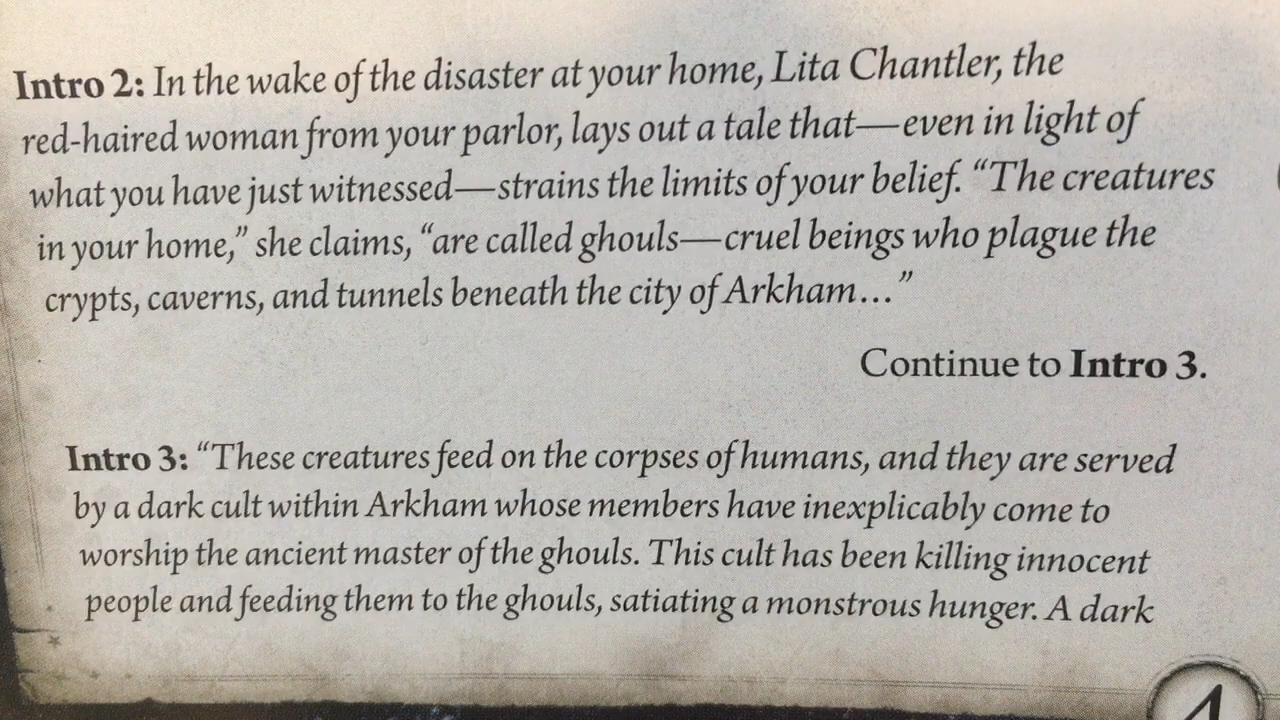 Intro 2: In the wake of the disaster at your home, Lita Chantler, the
red-haired woman from your parlor, lays out a tale that—even in light of
what you have just witnessed—strains the limits of your belief. “The creatures
in your home,” she claims, “are called ghouls—cruel beings who plague the
crypts, caverns, and tunnels beneath the city of Arkham…”
Continue to Intro 3.
Intro 3: “These creatures feed on the corpses of humans, and they are served
by a dark cult within Arkham whose members have inexplicably come to
worship the ancient master of the ghouls. This cult has been killing innocent
people and feeding them to the ghouls, satiating a monstrous hunger. A dark